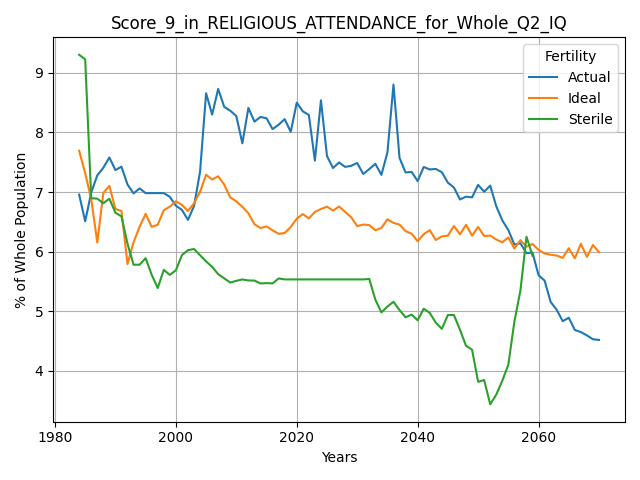 Score_9_in_RELIGIOUS_ATTENDANCE_for_Whole_Q2_IQ
% of Whole Population
9
8
7
6
5
4
Fertility
Actual
Ideal
Sterile
1980 2000 2020 2040 2060
Years